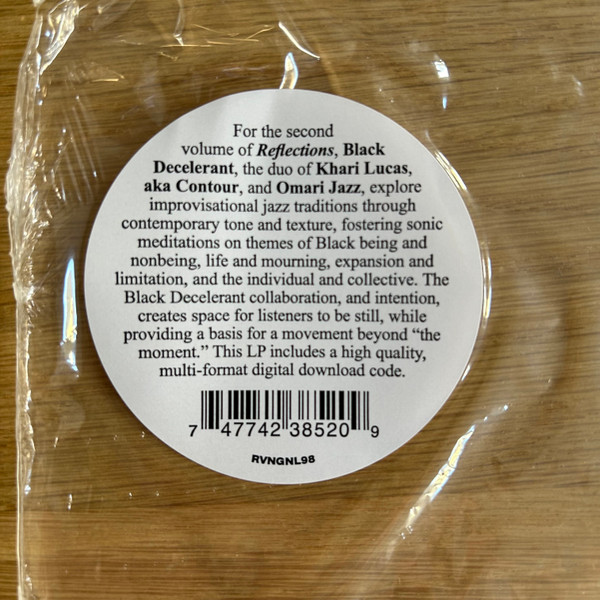 For the second
volume of Reflections, Black
Decelerant, the duo of Khari Lucas,
aka Contour, and Omari Jazz, explore
improvisational jazz traditions through
contemporary tone and texture, fostering sonic
meditations on themes of Black being and
nonbeing, life and mourning, expansion and
limitation, and the individual and collective. The
Black Decelerant collaboration, and intention,
creates space for listeners to be still, while
providing a basis for a movement beyond “the
moment.” This LP includes a high quality,
multi-format digital download code.
7 47742 38520 9
RVNGNL98